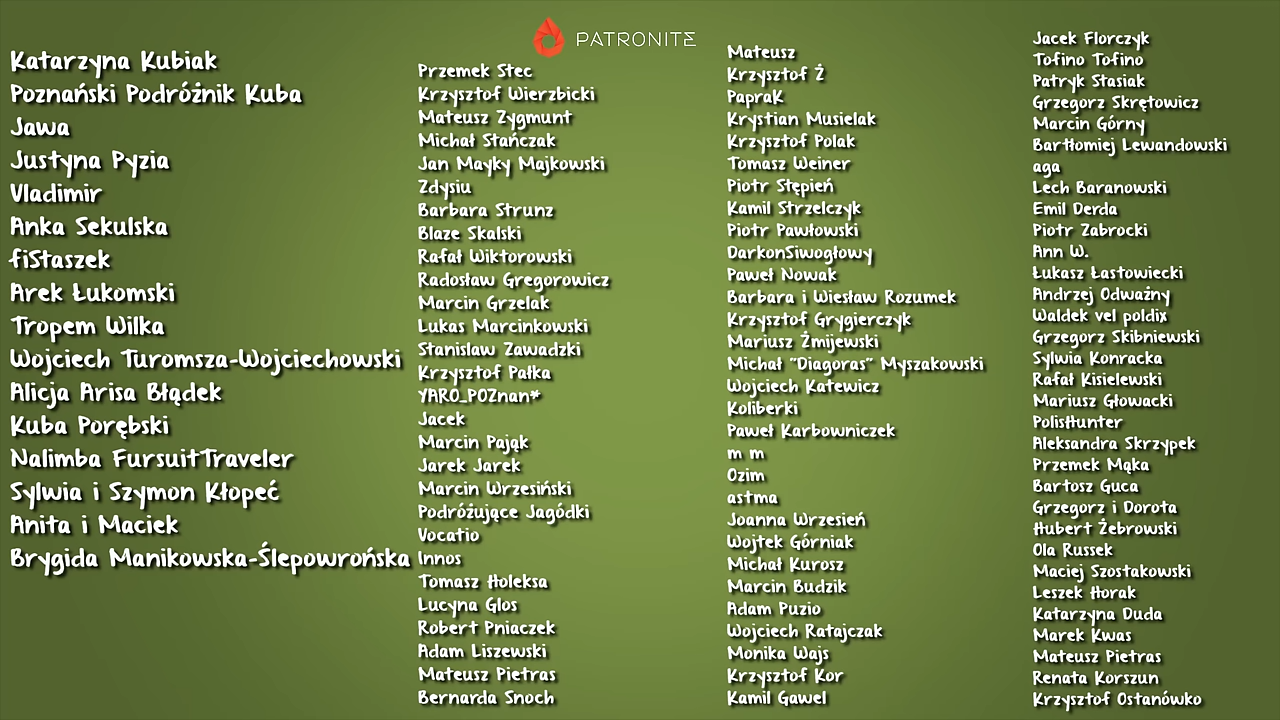 PATRONITE
Katarzyna Kubiak
Poznański Podróżnik Kuba
Jawa
Justyna Pyzia
Vladimir
Anka Sekulska
fiStaszek
Arek Łukomski
Tropem Wilka
Wojciech Turomsza-Wojciechowski
Alicja Arisa Błądek
Kuba Porębski
Nalimba FursuitTraveler
Sylwia i Szymon Kłopeć
Anita i Maciek
Brygida Manikowska-Ślepowrońska
Przemek Stec
Krzysztof Wierzbicki
Mateusz Zygmunt
Michał Stańczak
Jan Mayky Majkowski
Zdysiu
Barbara Strunz
Blaze Skalski
Rafał Wiktorowski
Radosław Gregorowicz
Marcin Grzelak
Lukas Marcinkowski
Stanislaw Zawadzki
Krzysztof Pałka
YARO_POZnan*
Jacek
Marcin Pająk
Jarek Jarek
Marcin Wrzesiński
Podróżujące Jagódki
Vocatio
Innos
Tomasz Holeksa
Lucyna Glos
Robert Pniaczek
Adam Liszewski
Mateusz Pietras
Bernarda Snoch
Mateusz
Krzysztof Ż
PapraK
Krystian Musielak
Krzysztof Polak
Tomasz Weiner
Piotr Stępień
Kamil Strzelczyk
Piotr Pawłowski
DarkonSiwogłowy
Paweł Nowak
Barbara i Wiesław Rozumek
Krzysztof Grygierczyk
Mariusz Żmijewski
Michał "Diagoras" Myszakowski
Wojciech Katewicz
Koliberki
Paweł Karbowniczek
m m
Ozim
astma
Joanna Wrzesień
Wojtek Górniak
Michał Kurosz
Marcin Budzik
Adam Puzio
Wojciech Ratajczak
Monika Wajs
Krzysztof Kor
Kamil Gaweł
Jacek Florczyk
Tofino Tofino
Patryk Stasiak
Grzegorz Skrętowicz
Marcin Górny
Bartłomiej Lewandowski
aga
Lech Baranowski
Emil Derda
Piotr Zabrocki
Ann W.
Łukasz Łastowiecki
Andrzej Odważny
Waldek vel poldix
Grzegorz Skibniewski
Sylwia Konracka
Rafał Kisielewski
Mariusz Głowacki
PolisHunter
Aleksandra Skrzypek
Przemek Mąka
Bartosz Guca
Grzegorz i Dorota
Hubert Żebrowski
Ola Russek
Maciej Szostakowski
Leszek Horak
Katarzyna Duda
Marek Kwas
Mateusz Pietras
Renata Korszun
Krzysztof Ostanówko